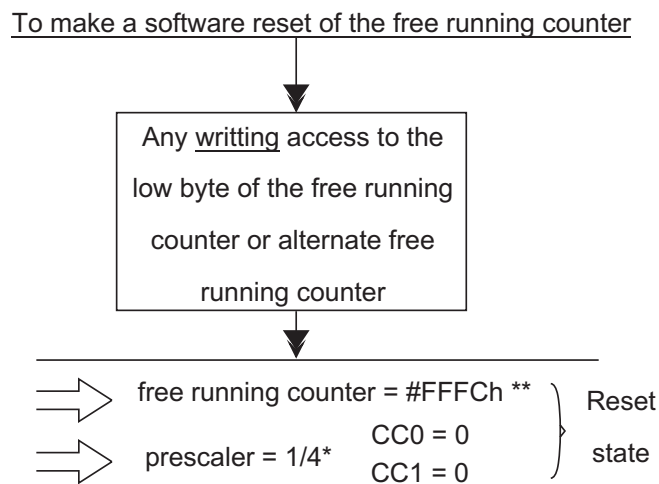 To make a software reset of the free running counter
Any writting access to the
low byte of the free running
counter or alternate free
running counter
free running counter = #FFFCh **
Reset
CC0 = 0
prescaler = 1/4*
state
CC1 = 0